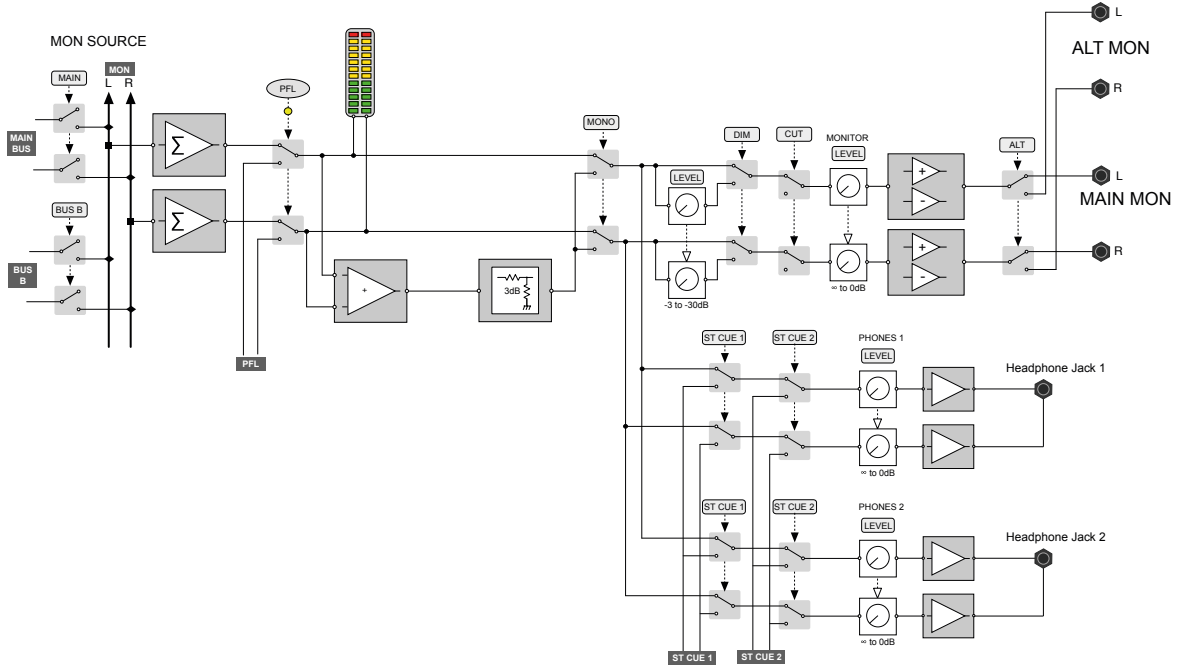 L
ALT MON
R
MON SOURCE
MON
L R
MAIN
MAIN
BUS
Σ
BUS B
BUS
B
Σ
PFL
PFL
+
3dB
MONO
LEVEL
-3 to -30dB
DIM
CUT
MONITOR
LEVEL
∞ to 0dB
+
-
+
-
ALT
L
MAIN MON
R
ST CUE 1
ST CUE 2
PHONES 1
LEVEL
∞ to 0dB
Headphone Jack 1
ST CUE 1
ST CUE 2
PHONES 2
LEVEL
∞ to 0dB
Headphone Jack 2
ST CUE 1
ST CUE 2